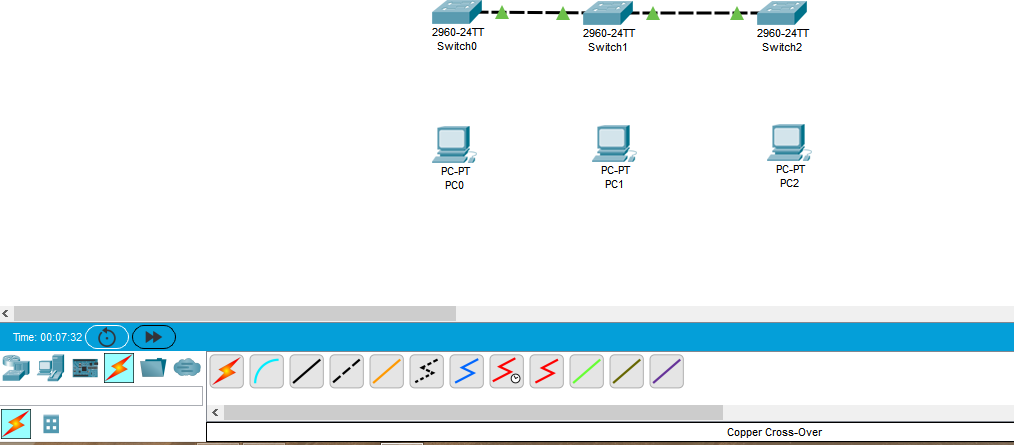 2960-24TT
Switch0
2960-24TT
Switch1
2960-24TT
Switch2
PC-PT
PC0
PC-PT
PC1
PC-PT
PC2
Time: 00:07:32
Copper Cross-Over